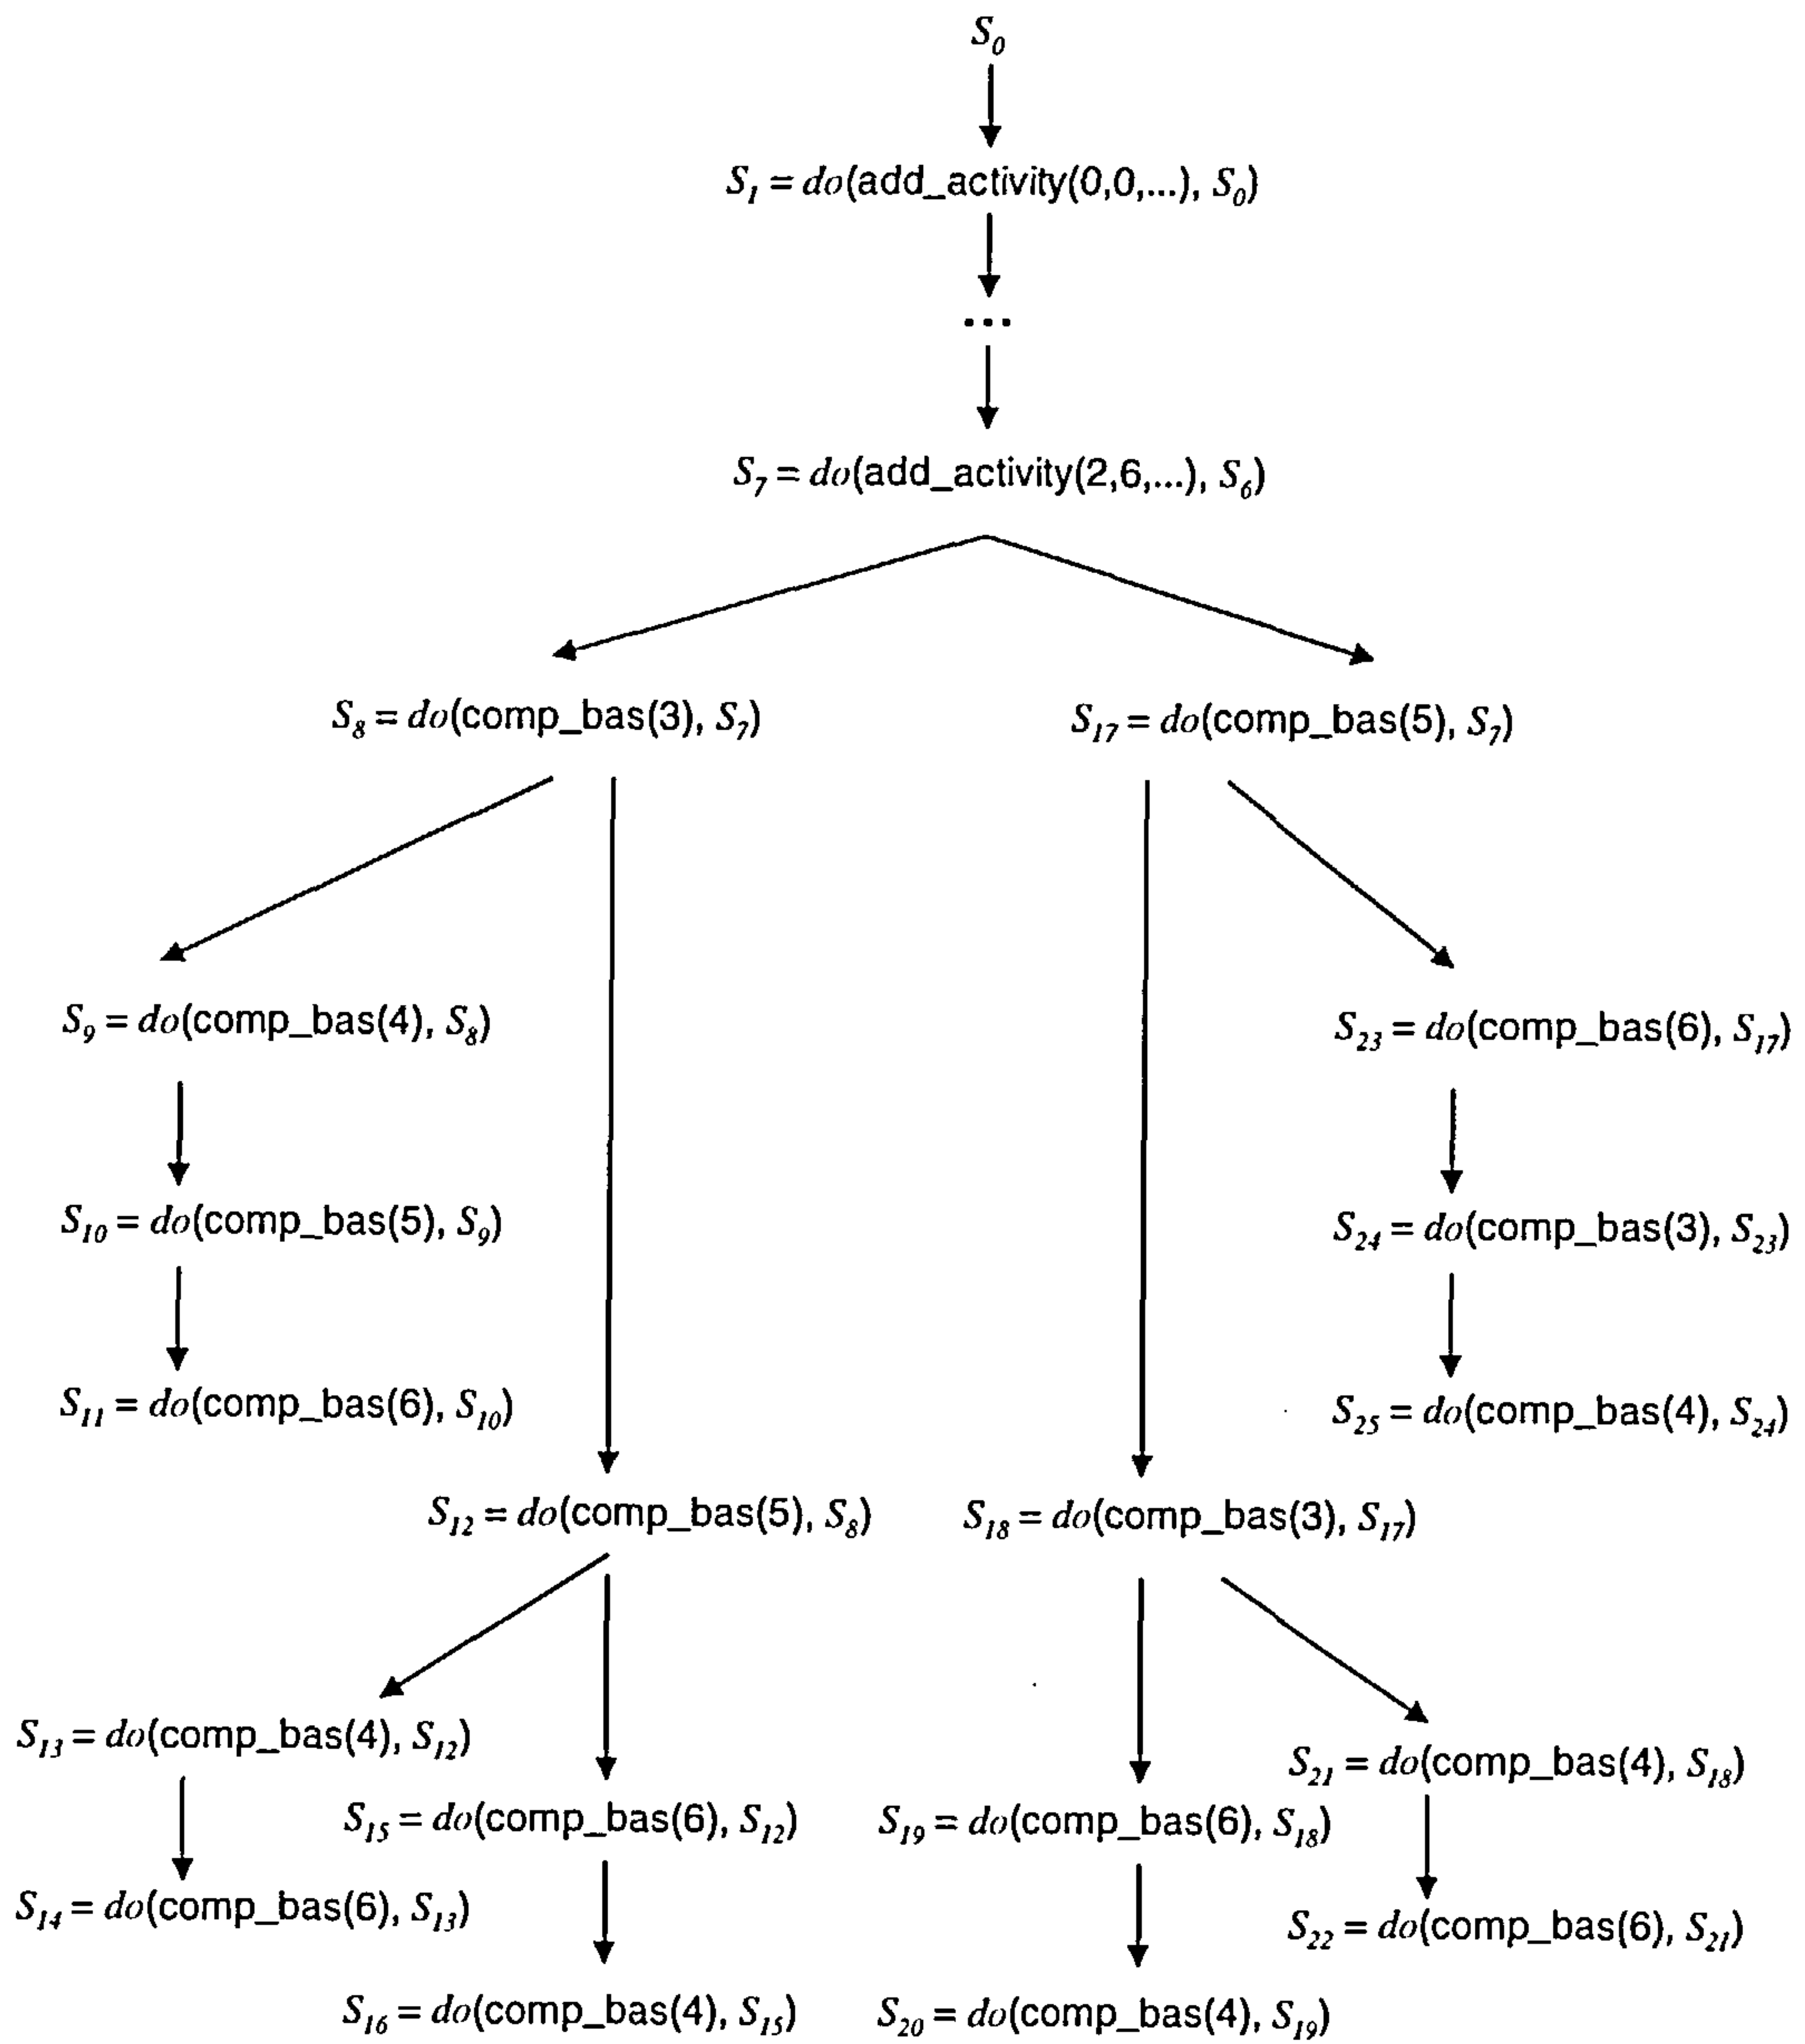 S0
S1 = do(add_activity(0,0,...), S0)
...
S7 = do(add_activity(2,6,...), S6)
S8 = do(comp_bas(3), S7)
S17 = do(comp_bas(5), S7)
S9 = do(comp_bas(4), S8)
S23 = do(comp_bas(6), S17)
S10 = do(comp_bas(5), S9)
S24 = do(comp_bas(3), S23)
S11 = do(comp_bas(6), S10)
S25 = do(comp_bas(4), S24)
S12 = do(comp_bas(5), S8)
S18 = do(comp_bas(3), S17)
S13 = do(comp_bas(4), S12)
S21 = do(comp_bas(4), S18)
S15 = do(comp_bas(6), S12)
S19 = do(comp_bas(6), S18)
S14 = do(comp_bas(6), S13)
S22 = do(comp_bas(6), S21)
S16 = do(comp_bas(4), S15)
S20 = do(comp_bas(4), S19)